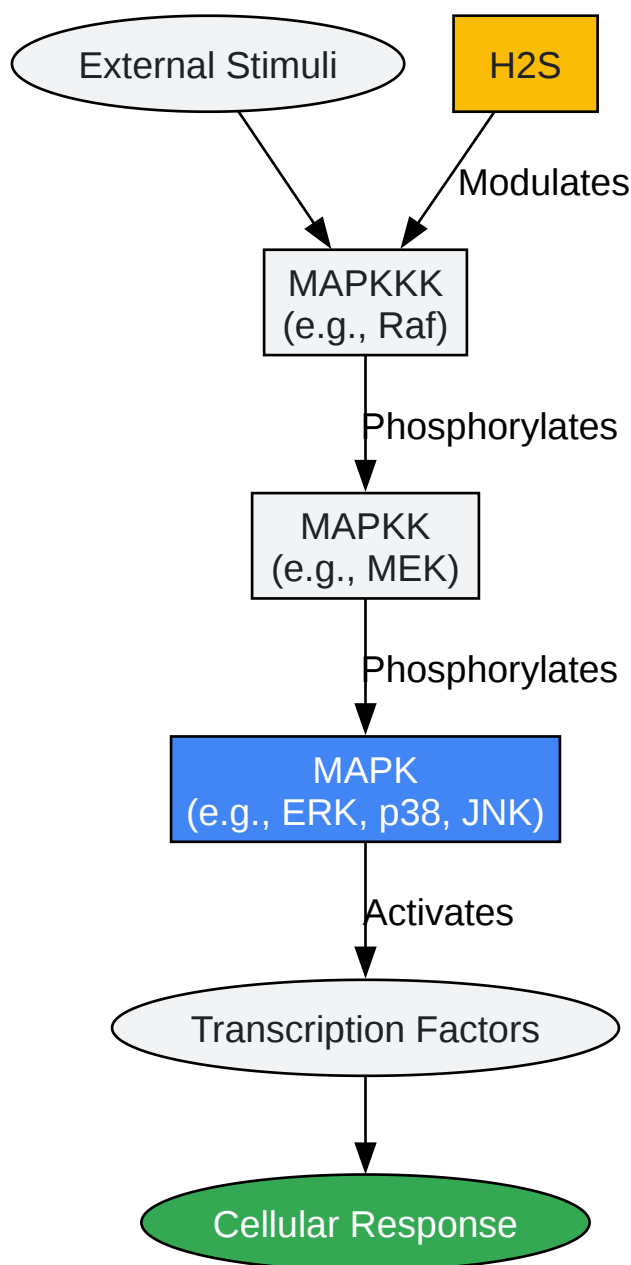 External Stimuli
H2S
Modulates
MAPKKK
(e.g., Raf)
Phosphorylates
MAPKK
(e.g., MEK)
Phosphorylates
MAPK
(e.g., ERK, p38, JNK)
Activates
Transcription Factors
Cellular Response